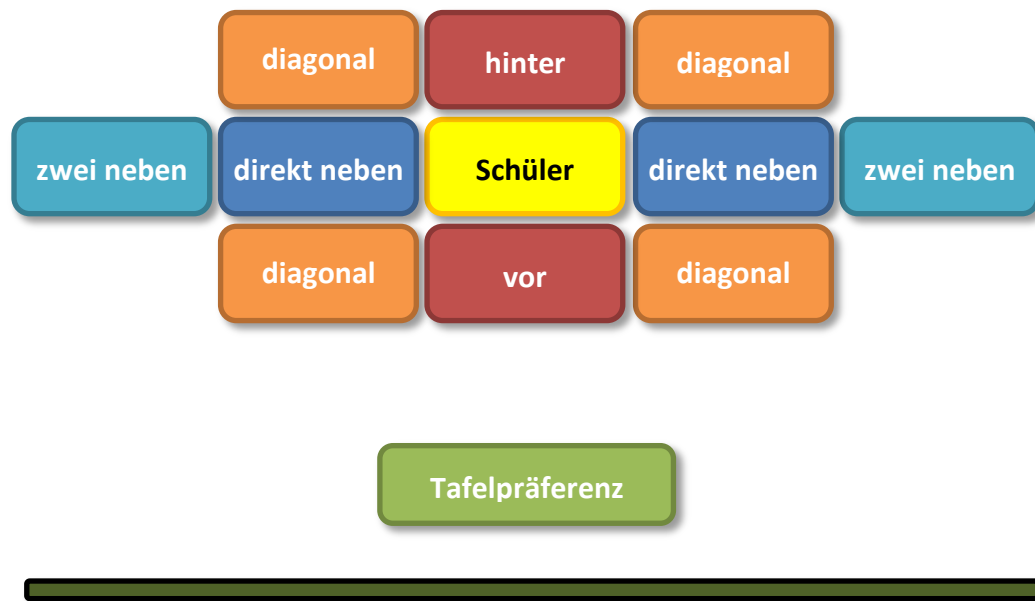 diagonal hinter diagonal
zwei neben direkt neben Schüler direkt neben zwei neben
diagonal vor diagonal
Tafelpräferenz